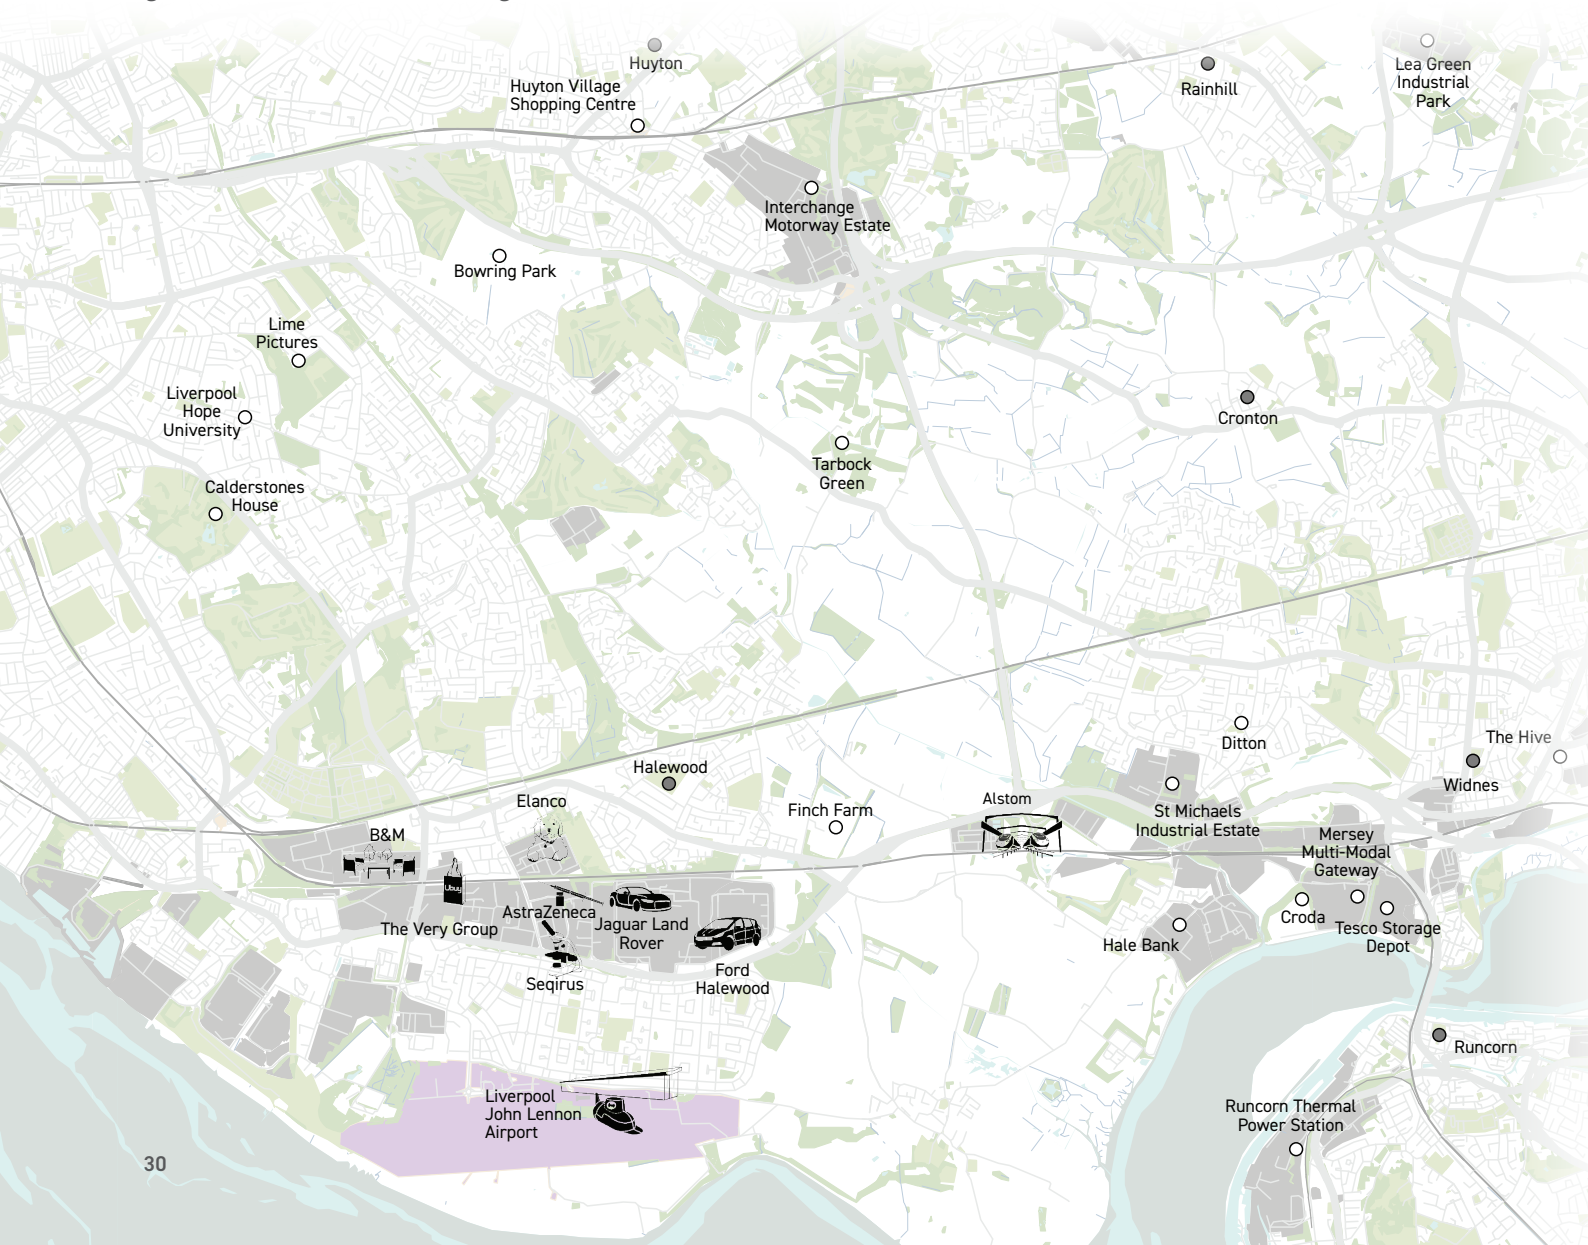 Huyton
Huyton Village
Shopping Centre
Rainhill
Lea Green
Industrial
Park
Interchange
Motorway Estate
Bowring Park
Lime
Pictures
Liverpool
Hope
University
Cronton
Tarbock
Green
Calderstones
House
Ditton
The Hive
Widnes
Halewood
Elanco
Finch Farm
Alstom
St Michaels
Industrial Estate
B&M
Mersey
Multi-Modal
Gateway
The Very Group
AstraZeneca
Jaguar Land
Rover
Seqirus
Ford
Halewood
Hale Bank
Croda
Tesco Storage
Depot
Runcorn
Liverpool
John Lennon
Airport
Runcorn Thermal
Power Station
30